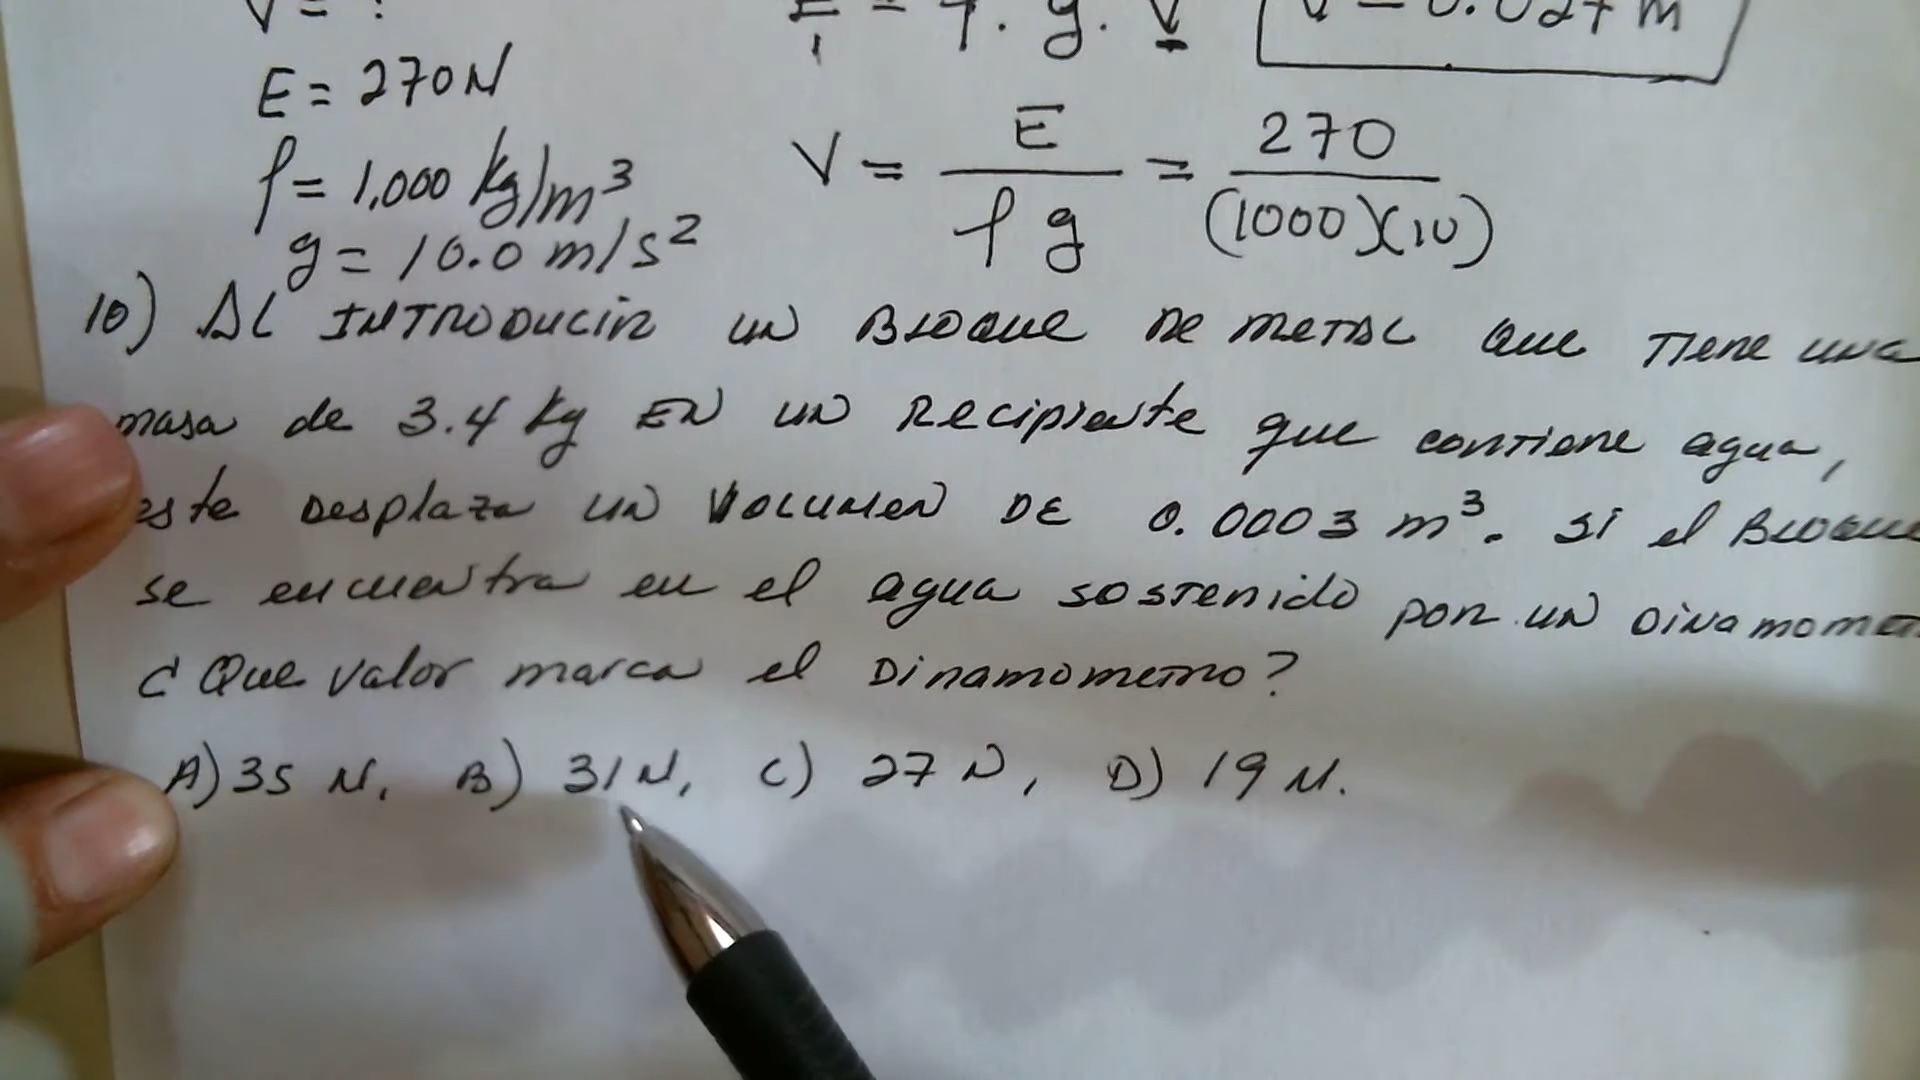 V = ?
E = ρ. g. V
V = 0.027 m
E = 270 N
ρ = 1,000 kg/m³
V = E / ρ g = 270 / (1000)(10)
g = 10.0 m/s²
10) AL INTRODUCIR un BLOQUE DE METAL que TIENE una
masa de 3.4 kg EN un Recipiente que contiene agua,
este Desplaza un VOLUMEN DE 0.0003 m³. Si el BLOQUE
se encuentra en el agua sostenido por un Dinamome
¿ Que valor marca el Dinamometro?
A) 35 N, B) 31 N, C) 27 N, D) 19 N.